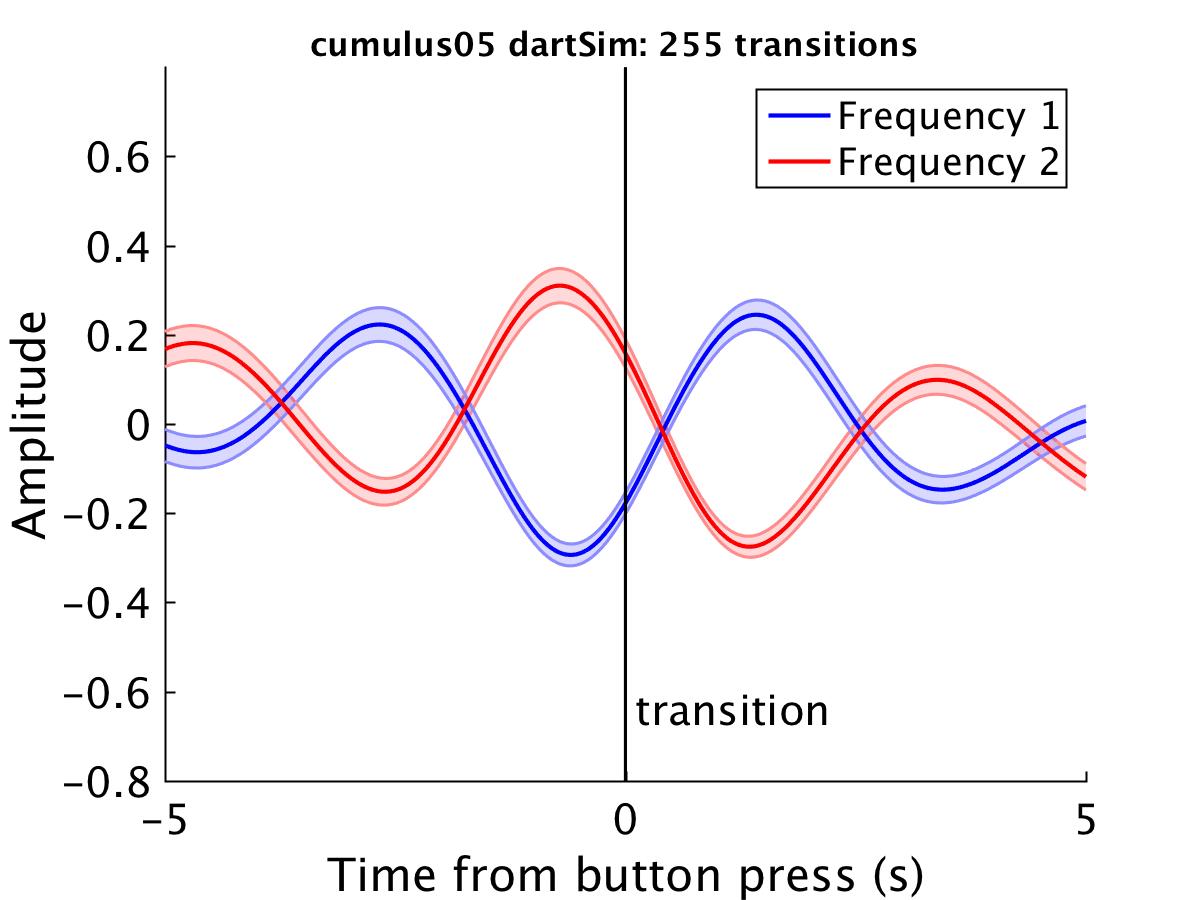 cumulus05 dartSim: 255 transitions
Frequency 1
Frequency 2
0.6
0.4
0.2
0
−0.2
−0.4
−0.6
−0.8
Amplitude
transition
−5
0
5
Time from button press (s)